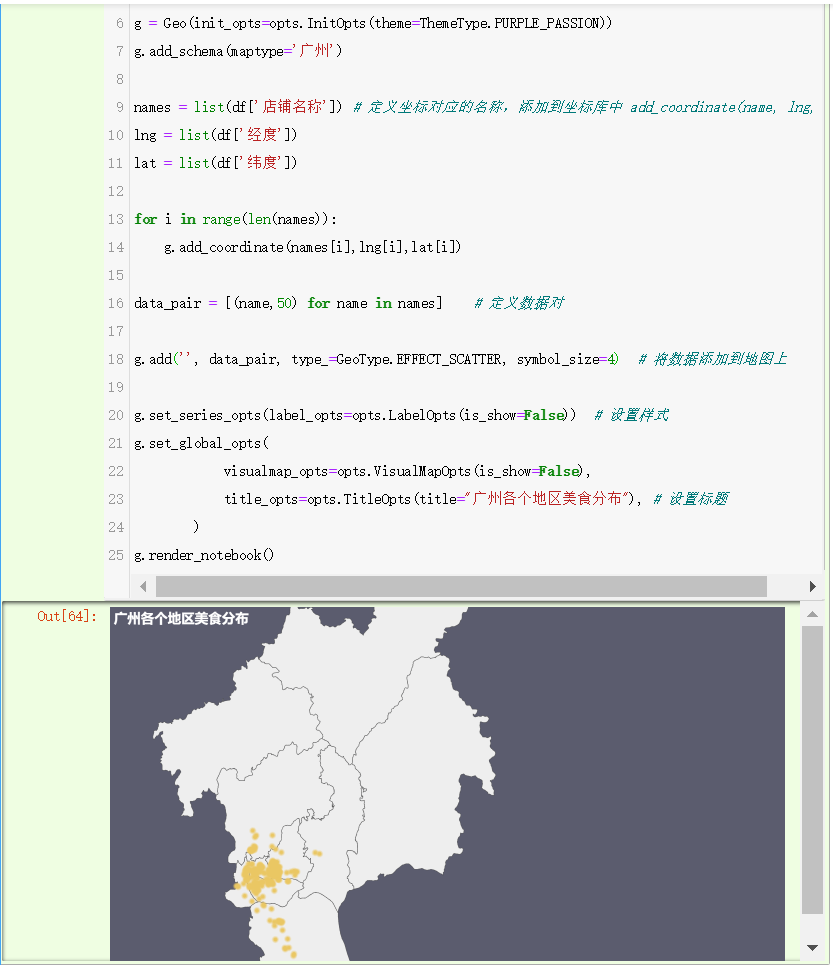 6 g = Geo(init_opts=opts.InitOpts(theme=ThemeType.PURPLE_PASSION))
7 g.add_schema(maptype='广州')
8
9 names = list(df['店铺名称']) # 定义坐标对应的名称，添加到坐标库中 add_coordinate(name, lng,
10 lng = list(df['经度'])
11 lat = list(df['纬度'])
12
13 for i in range(len(names)):
14     g.add_coordinate(names[i],lng[i],lat[i])
15
16 data_pair = [(name,50) for name in names]    # 定义数据对
17
18 g.add('', data_pair, type_=GeoType.EFFECT_SCATTER, symbol_size=4)  # 将数据添加到地图上
19
20 g.set_series_opts(label_opts=opts.LabelOpts(is_show=False))  # 设置样式
21 g.set_global_opts(
22             visualmap_opts=opts.VisualMapOpts(is_show=False),
23             title_opts=opts.TitleOpts(title="广州各个地区美食分布"), # 设置标题
24         )
25 g.render_notebook()
Out[64]:
广州各个地区美食分布